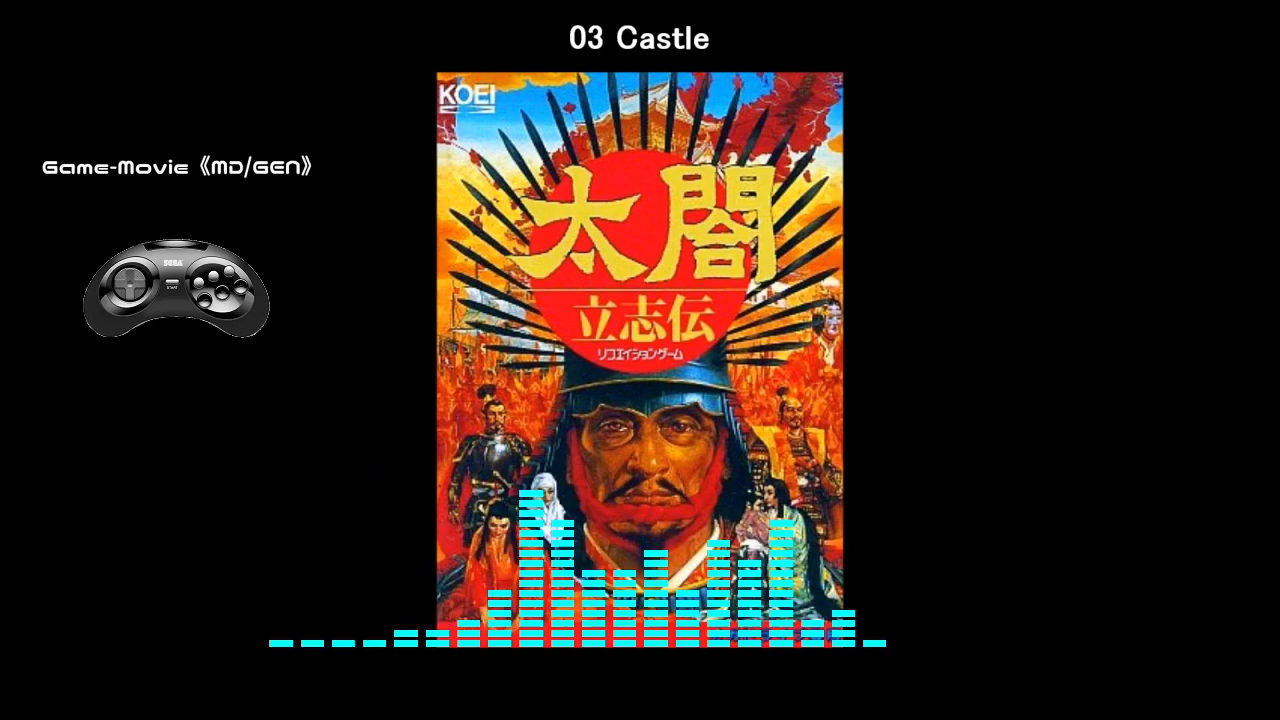 03 Castle
KOEI
Game-Movie《MD/GEN》
太閤
立志伝
リコエイションゲーム
SEGA
START